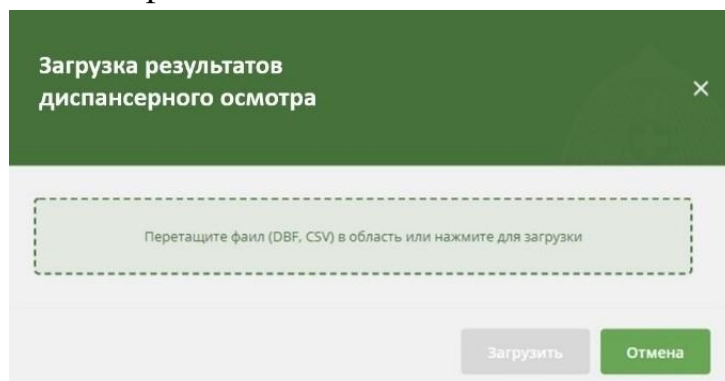 Загрузка результатов
диспансерного осмотра
Перетащите фаил (DBF, CSV) в область или нажмите для загрузки
Загрузить
Отмена